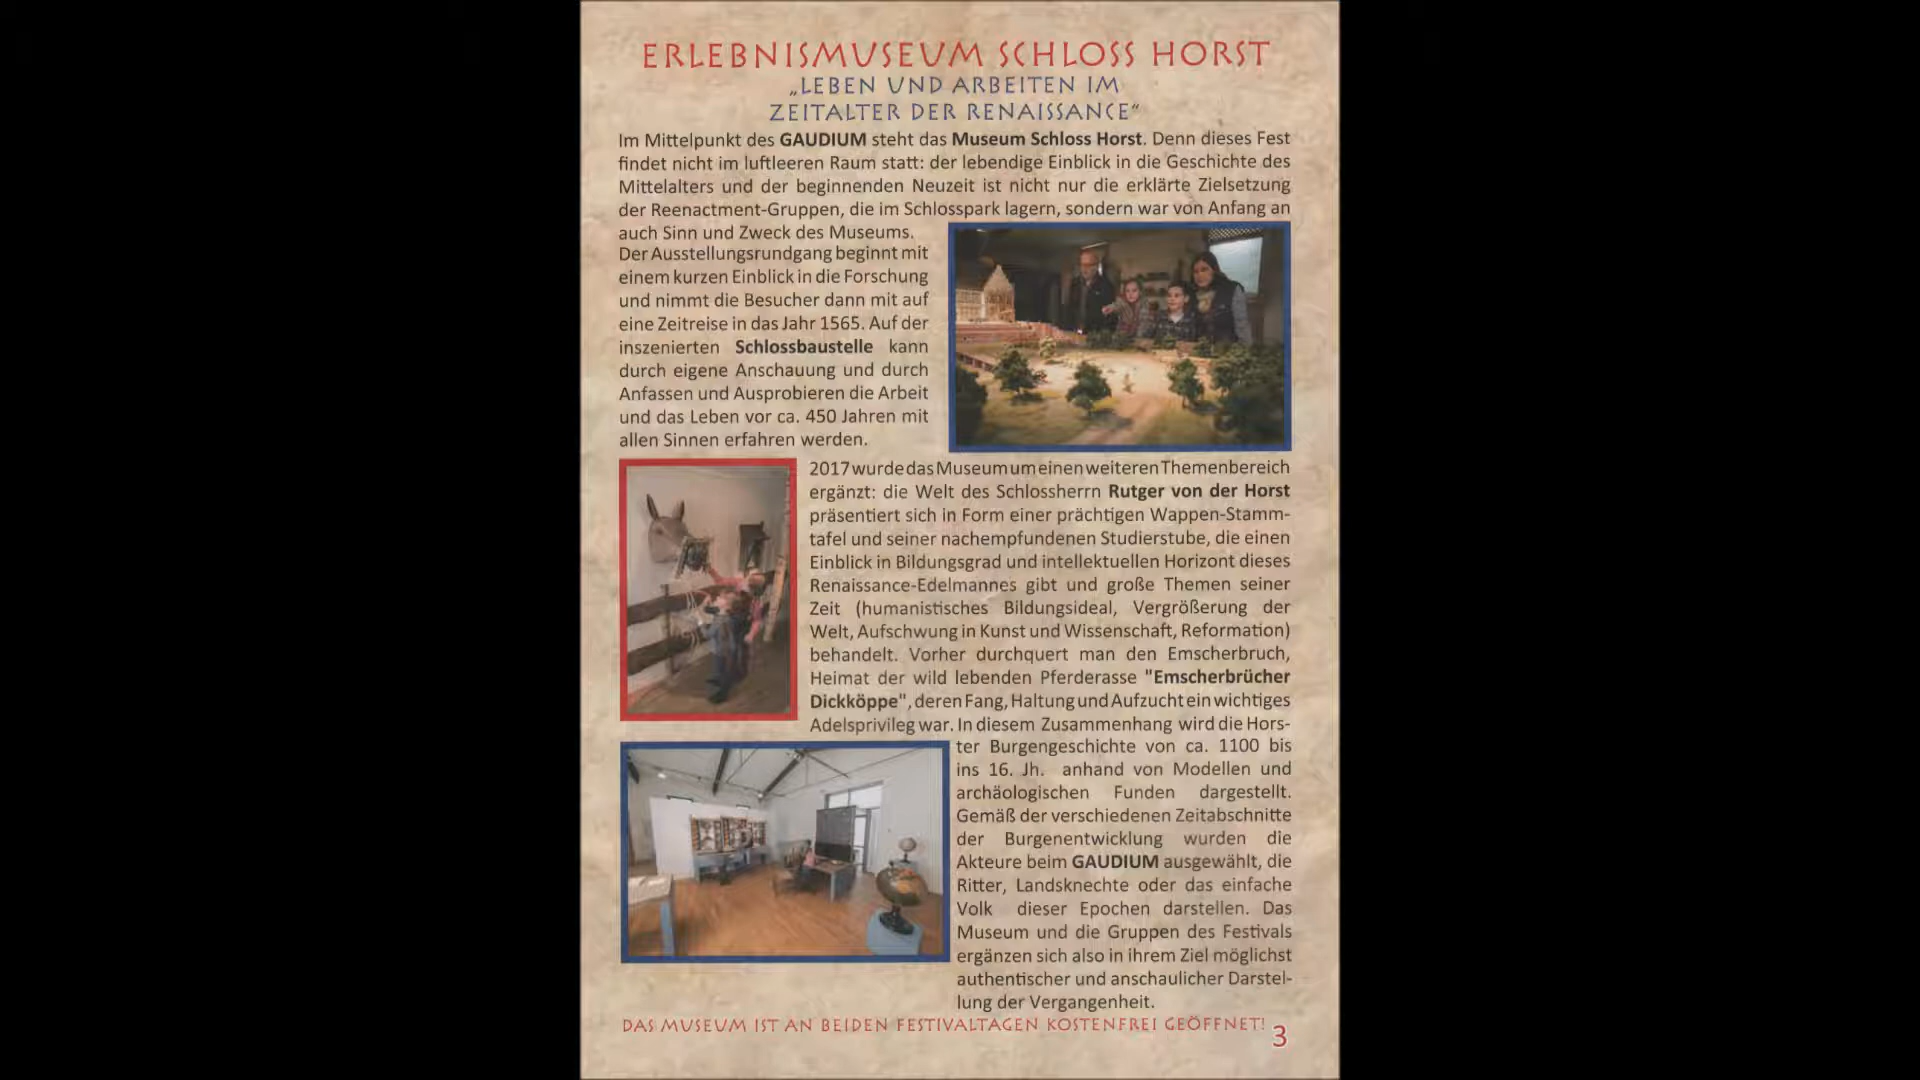 ERLEBNISMUSEUM SCHLOSS HORST
„LEBEN UND ARBEITEN IM
ZEITALTER DER RENAISSANCE“
Im Mittelpunkt des GAUDIUM steht das Museum Schloss Horst. Denn dieses Fest
findet nicht im luftleeren Raum statt: der lebendige Einblick in die Geschichte des
Mittelalters und der beginnenden Neuzeit ist nicht nur die erklärte Zielsetzung
der Reenactment-Gruppen, die im Schlosspark lagern, sondern war von Anfang an
auch Sinn und Zweck des Museums.
Der Ausstellungsrundgang beginnt mit
einem kurzen Einblick in die Forschung
und nimmt die Besucher dann mit auf
eine Zeitreise in das Jahr 1565. Auf der
inszenierten Schlossbaustelle kann
durch eigene Anschauung und durch
Anfassen und Ausprobieren die Arbeit
und das Leben vor ca. 450 Jahren mit
allen Sinnen erfahren werden.
2017 wurde das Museum um einen weiteren Themenbereich
ergänzt: die Welt des Schlossherrn Rutger von der Horst
präsentiert sich in Form einer prächtigen Wappen-Stamm-
tafel und seiner nachempfundenen Studierstube, die einen
Einblick in Bildungsgrad und intellektuellen Horizont dieses
Renaissance-Edelmannes gibt und große Themen seiner
Zeit (humanistisches Bildungsideal, Vergrößerung der
Welt, Aufschwung in Kunst und Wissenschaft, Reformation)
behandelt. Vorher durchquert man den Emscherbruch,
Heimat der wild lebenden Pferderasse "Emscherbrücher
Dickköppe", deren Fang, Haltung und Aufzucht ein wichtiges
Adelsprivileg war. In diesem Zusammenhang wird die Hors-
ter Burgengeschichte von ca. 1100 bis
ins 16. Jh. anhand von Modellen und
archäologischen Funden dargestellt.
Gemäß der verschiedenen Zeitabschnitte
der Burgenentwicklung wurden die
Akteure beim GAUDIUM ausgewählt, die
Ritter, Landsknechte oder das einfache
Volk dieser Epochen darstellen. Das
Museum und die Gruppen des Festivals
ergänzen sich also in ihrem Ziel möglichst
authentischer und anschaulicher Darstel-
lung der Vergangenheit.
DAS MUSEUM IST AN BEIDEN FESTIVALTAGEN KOSTENFREI GEÖFFNET!
3